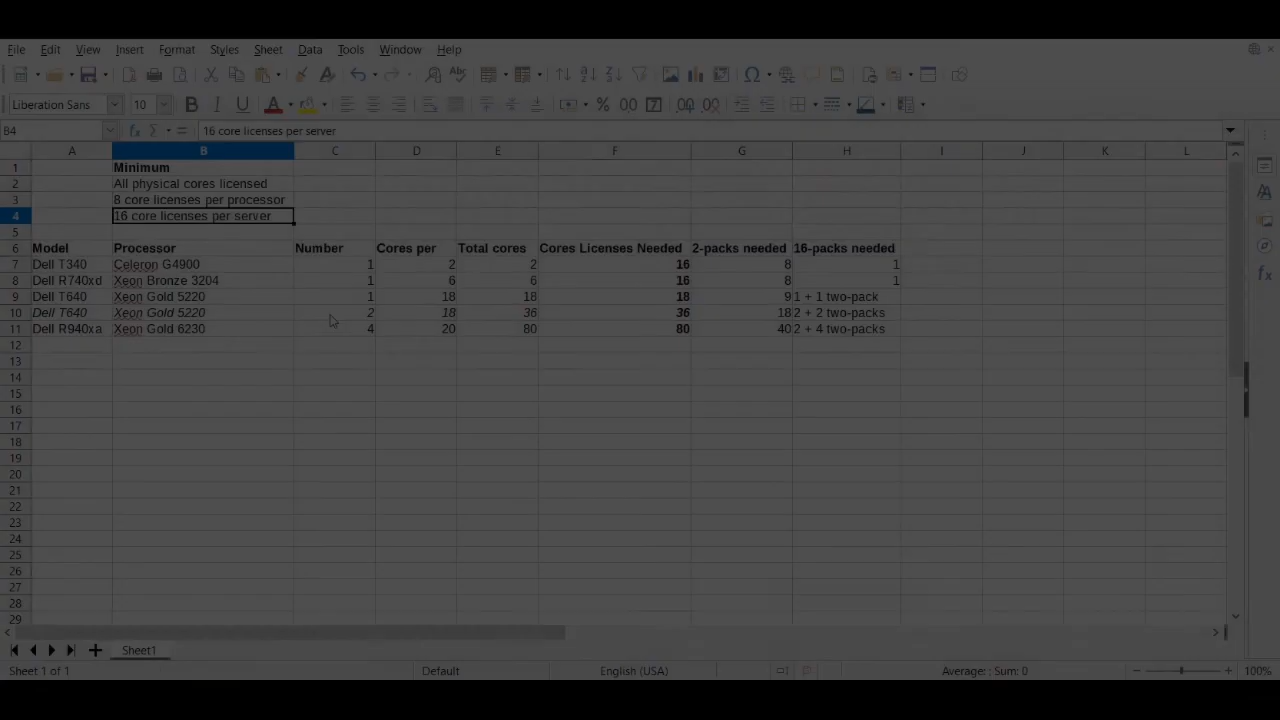 File Edit View Insert Format Styles Sheet Data Tools Window Help
Liberation Sans 10
B4 16 core licenses per server
A B C D E F G H I J K L
1 Minimum
2 All physical cores licensed
3 8 core licenses per processor
4 16 core licenses per server
5
6 Model Processor Number Cores per Total cores Cores Licenses Needed 2-packs needed 16-packs needed
7 Dell T340 Celeron G4900 1 2 2 16 8 1
8 Dell R740xd Xeon Bronze 3204 1 6 6 16 8 1
9 Dell T640 Xeon Gold 5220 1 18 18 18 9 1 + 1 two-pack
10 Dell T640 Xeon Gold 5220 2 18 36 36 18 2 + 2 two-packs
11 Dell R940xa Xeon Gold 6230 4 20 80 80 40 2 + 4 two-packs
12
13
14
15
16
17
18
19
20
21
22
23
24
25
26
27
28
29
Sheet1
Sheet 1 of 1 Default English (USA) Average: ; Sum: 0 100%